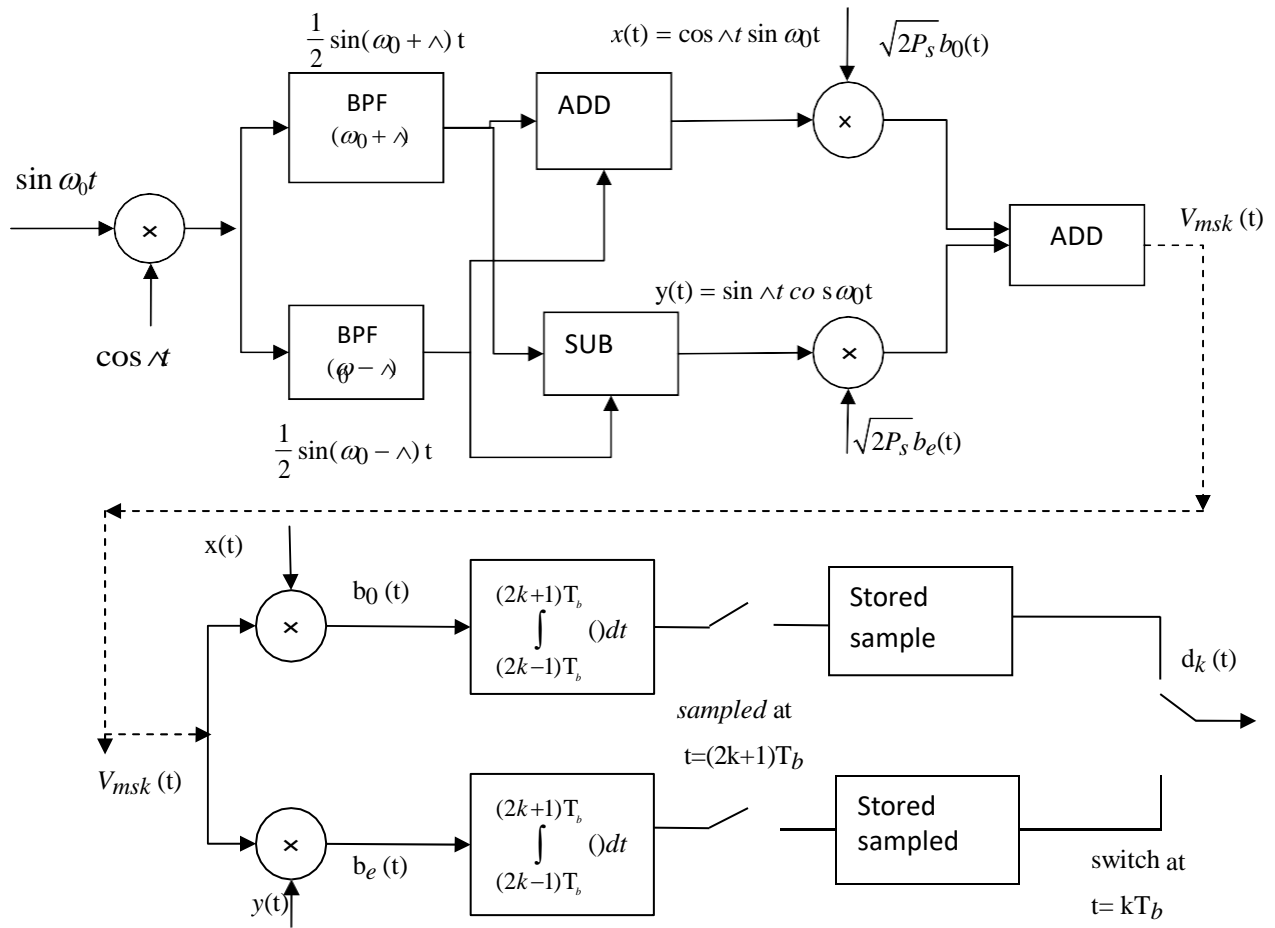 1/2 sin(ω0 + ∧) t
x(t) = cos ∧t sin ω0t
√2Ps b0(t)
BPF
(ω0 + ∧)
ADD
×
sin ω0t
×
cos ∧t
ADD
Vmsk (t)
BPF
(ω0 − ∧)
y(t) = sin ∧t co s ω0t
SUB
×
1/2 sin(ω0 − ∧) t
√2Ps be(t)
x(t)
×
b0 (t)
(2k+1)Tb
∫ ()dt
(2k−1)Tb
Stored
sample
dk (t)
sampled at
t=(2k+1)Tb
Vmsk (t)
×
be (t)
y(t)
(2k+1)Tb
∫ ()dt
(2k−1)Tb
Stored
sampled
switch at
t= kTb